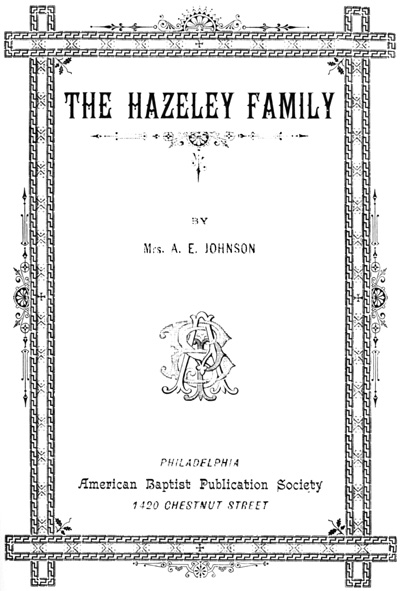 THE HAZELEY FAMILY
BY
Mrs. A. E. JOHNSON
PHILADELPHIA
American Baptist Publication Society
1420 CHESTNUT STREET